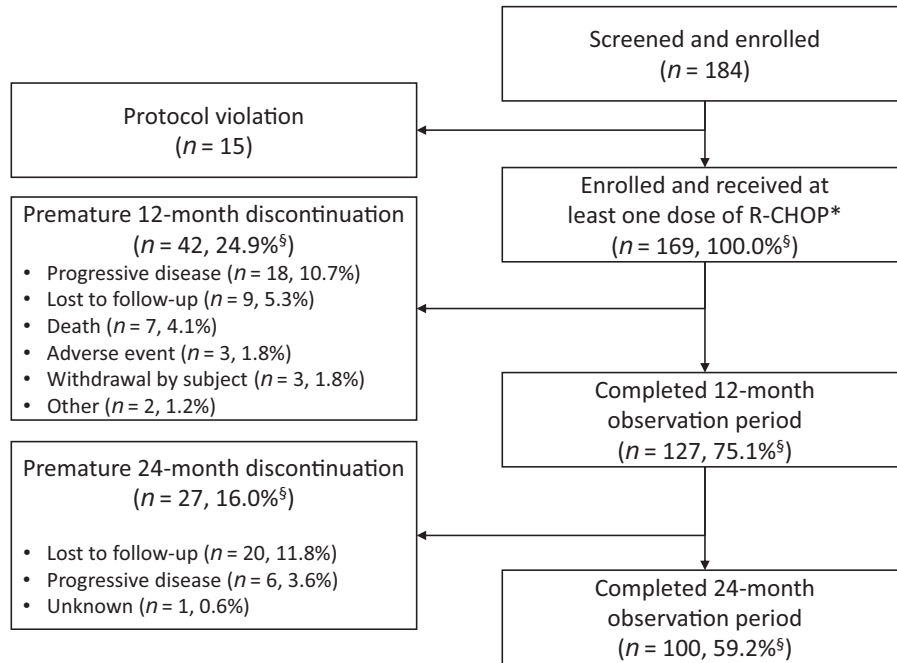 Screened and enrolled
(n = 184)
Protocol violation
(n = 15)
Enrolled and received at
least one dose of R-CHOP*
(n = 169, 100.0%§)
Premature 12-month discontinuation
(n = 42, 24.9%§)
• Progressive disease (n = 18, 10.7%)
• Lost to follow-up (n = 9, 5.3%)
• Death (n = 7, 4.1%)
• Adverse event (n = 3, 1.8%)
• Withdrawal by subject (n = 3, 1.8%)
• Other (n = 2, 1.2%)
Completed 12-month
observation period
(n = 127, 75.1%§)
Premature 24-month discontinuation
(n = 27, 16.0%§)
• Lost to follow-up (n = 20, 11.8%)
• Progressive disease (n = 6, 3.6%)
• Unknown (n = 1, 0.6%)
Completed 24-month
observation period
(n = 100, 59.2%§)